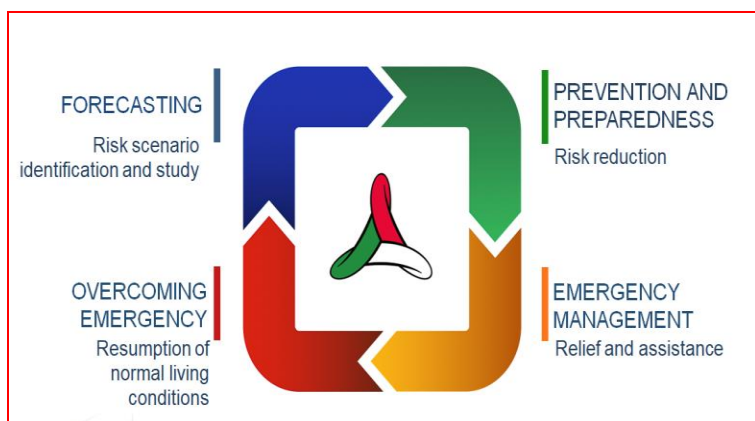 FORECASTING
Risk scenario
identification and study
PREVENTION AND
PREPAREDNESS
Risk reduction
OVERCOMING
EMERGENCY
Resumption of
normal living
conditions
EMERGENCY
MANAGEMENT
Relief and assistance